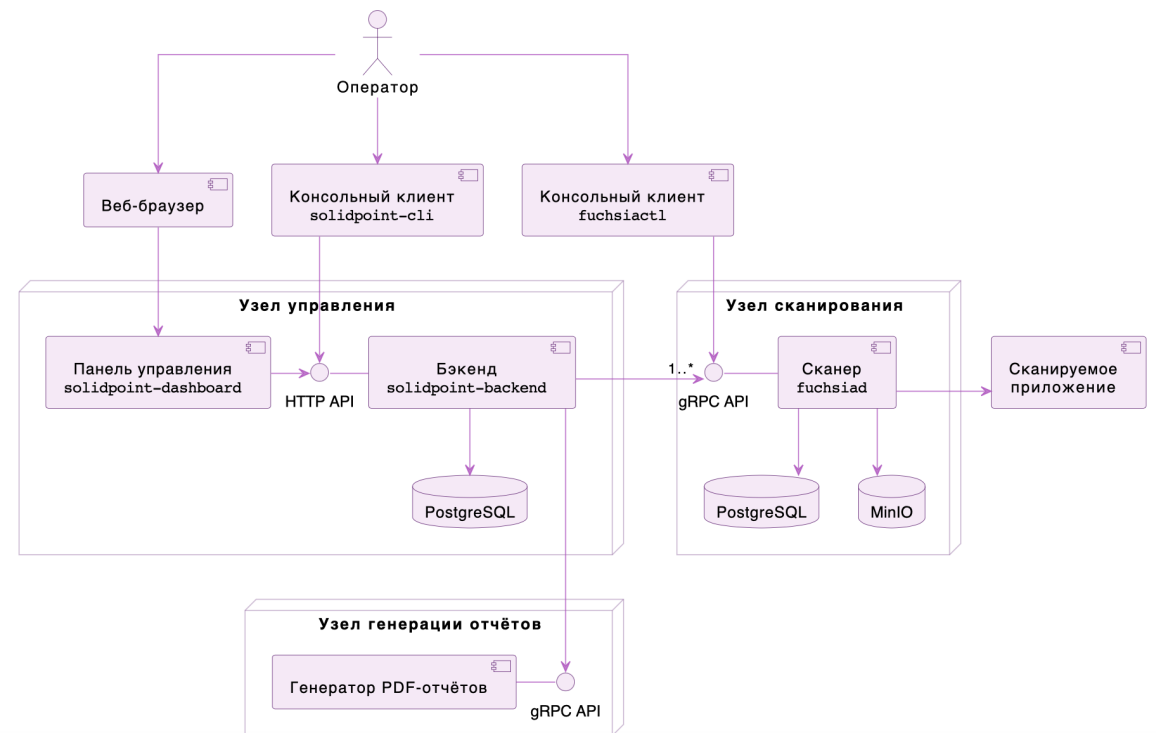 Оператор
Веб-браузер
Консольный клиент
solidpoint-cli
Консольный клиент
fuchsiactl
Узел управления
Узел сканирования
Панель управления
solidpoint-dashboard
HTTP API
Бэкенд
solidpoint-backend
1..*
gRPC API
Сканер
fuchsiad
Сканируемое
приложение
PostgreSQL
PostgreSQL
MinIO
Узел генерации отчётов
Генератор PDF-отчётов
gRPC API